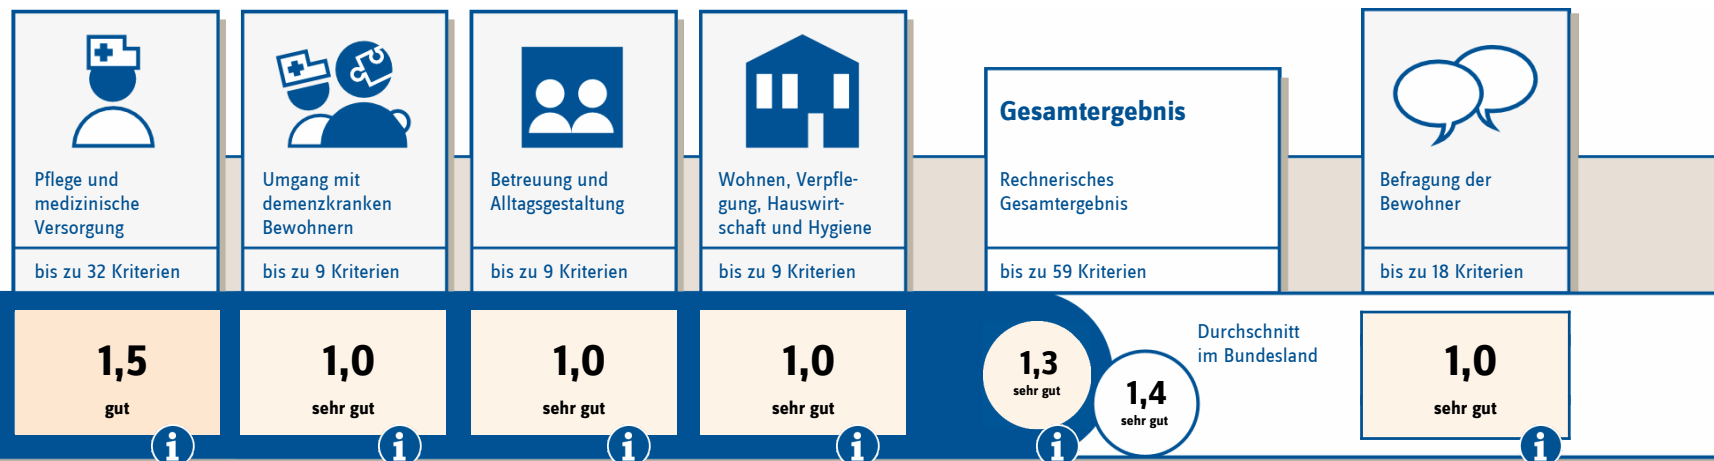 Pflege und
medizinische
Versorgung
bis zu 32 Kriterien
1,5
gut
Umgang mit
demenzkranken
Bewohnern
bis zu 9 Kriterien
1,0
sehr gut
Betreuung und
Alltagsgestaltung
bis zu 9 Kriterien
1,0
sehr gut
Wohnen, Verpfle-
gung, Hauswirt-
schaft und Hygiene
bis zu 9 Kriterien
1,0
sehr gut
Gesamtergebnis
Rechnerisches
Gesamtergebnis
bis zu 59 Kriterien
1,3
sehr gut
1,4
sehr gut
Durchschnitt
im Bundesland
Befragung der
Bewohner
bis zu 18 Kriterien
1,0
sehr gut